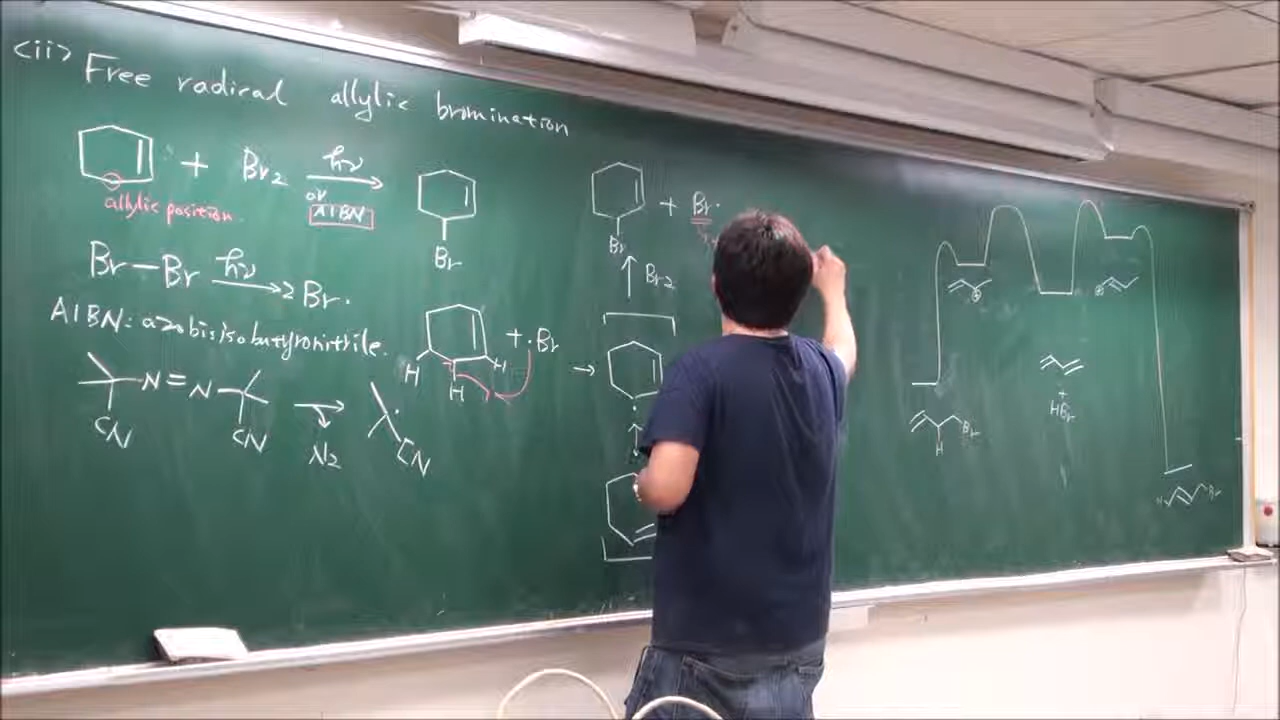 <ii> Free radical allylic bromination
+ Br2 hν
or
AIBN
Br
allylic position
Br–Br hν 2 Br·
AIBN: azobisisobutyronitrile.
N=N
CN
CN
N2
CN
H
H
H
+ ·Br
+ Br·
Br
Br2
⊕
⊕
Br
H
+
HBr
Br